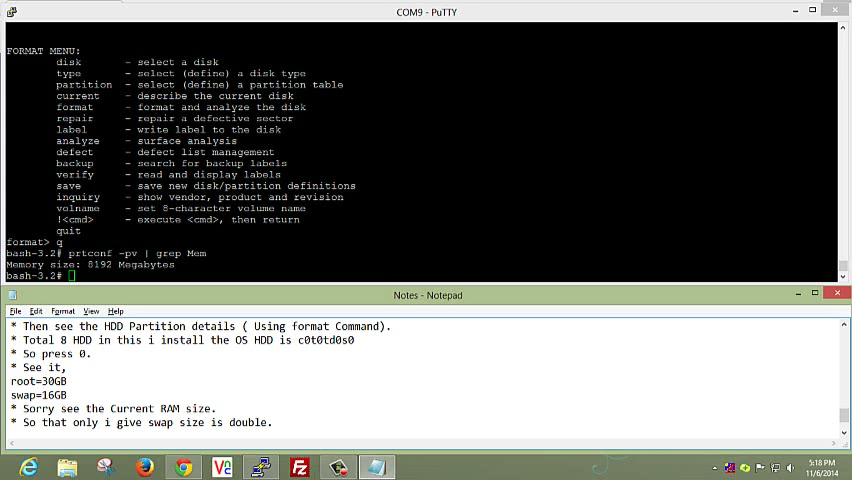 COM9 - PuTTY
FORMAT MENU:
disk - select a disk
type - select (define) a disk type
partition - select (define) a partition table
current - describe the current disk
format - format and analyze the disk
repair - repair a defective sector
label - write label to the disk
analyze - surface analysis
defect - defect list management
backup - search for backup labels
verify - read and display labels
save - save new disk/partition definitions
inquiry - show vendor, product and revision
volname - set 8-character volume name
!<cmd> - execute <cmd>, then return
quit
format> q
bash-3.2# prtconf -pv | grep Mem
Memory size: 8192 Megabytes
bash-3.2#
Notes - Notepad
File Edit Format View Help
* Then see the HDD Partition details ( Using format Command).
* Total 8 HDD in this i install the OS HDD is c0t0td0s0
* So press 0.
* See it,
root=30GB
swap=16GB
* Sorry see the Current RAM size.
* So that only i give swap size is double.
5:18 PM
11/6/2014